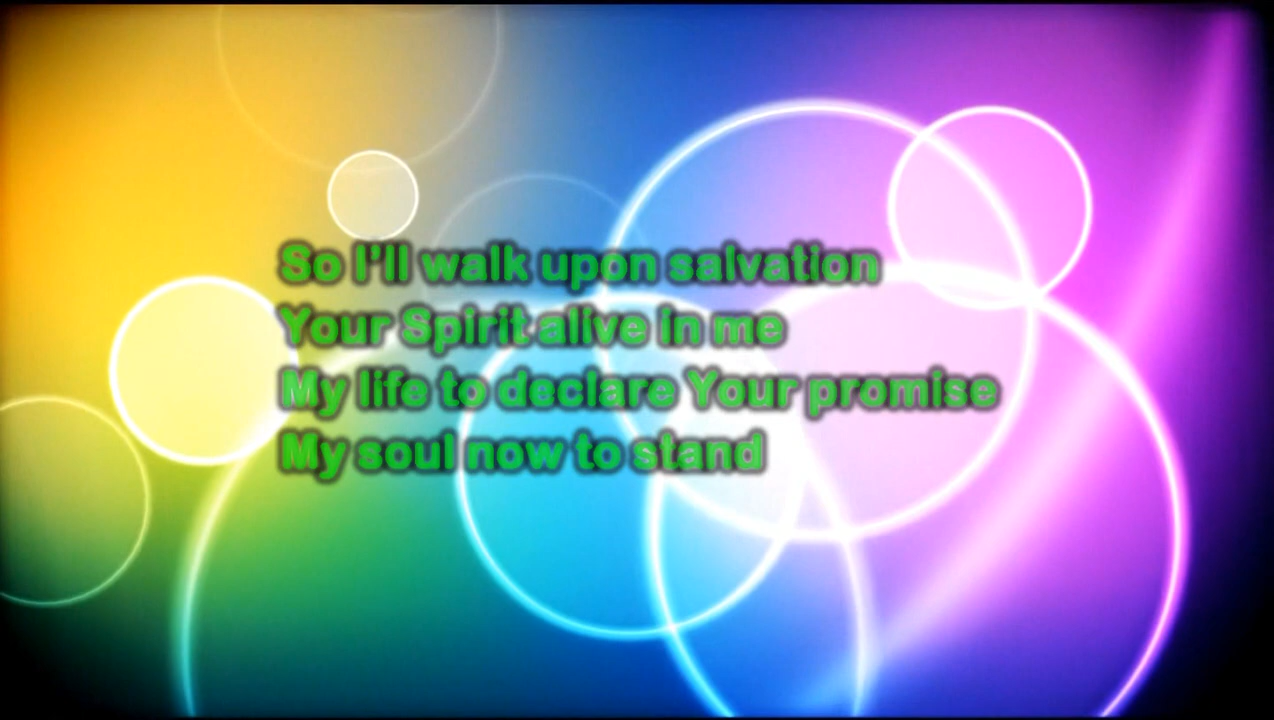 So I'll walk upon salvation
Your Spirit alive in me
My life to declare Your promise
My soul now to stand